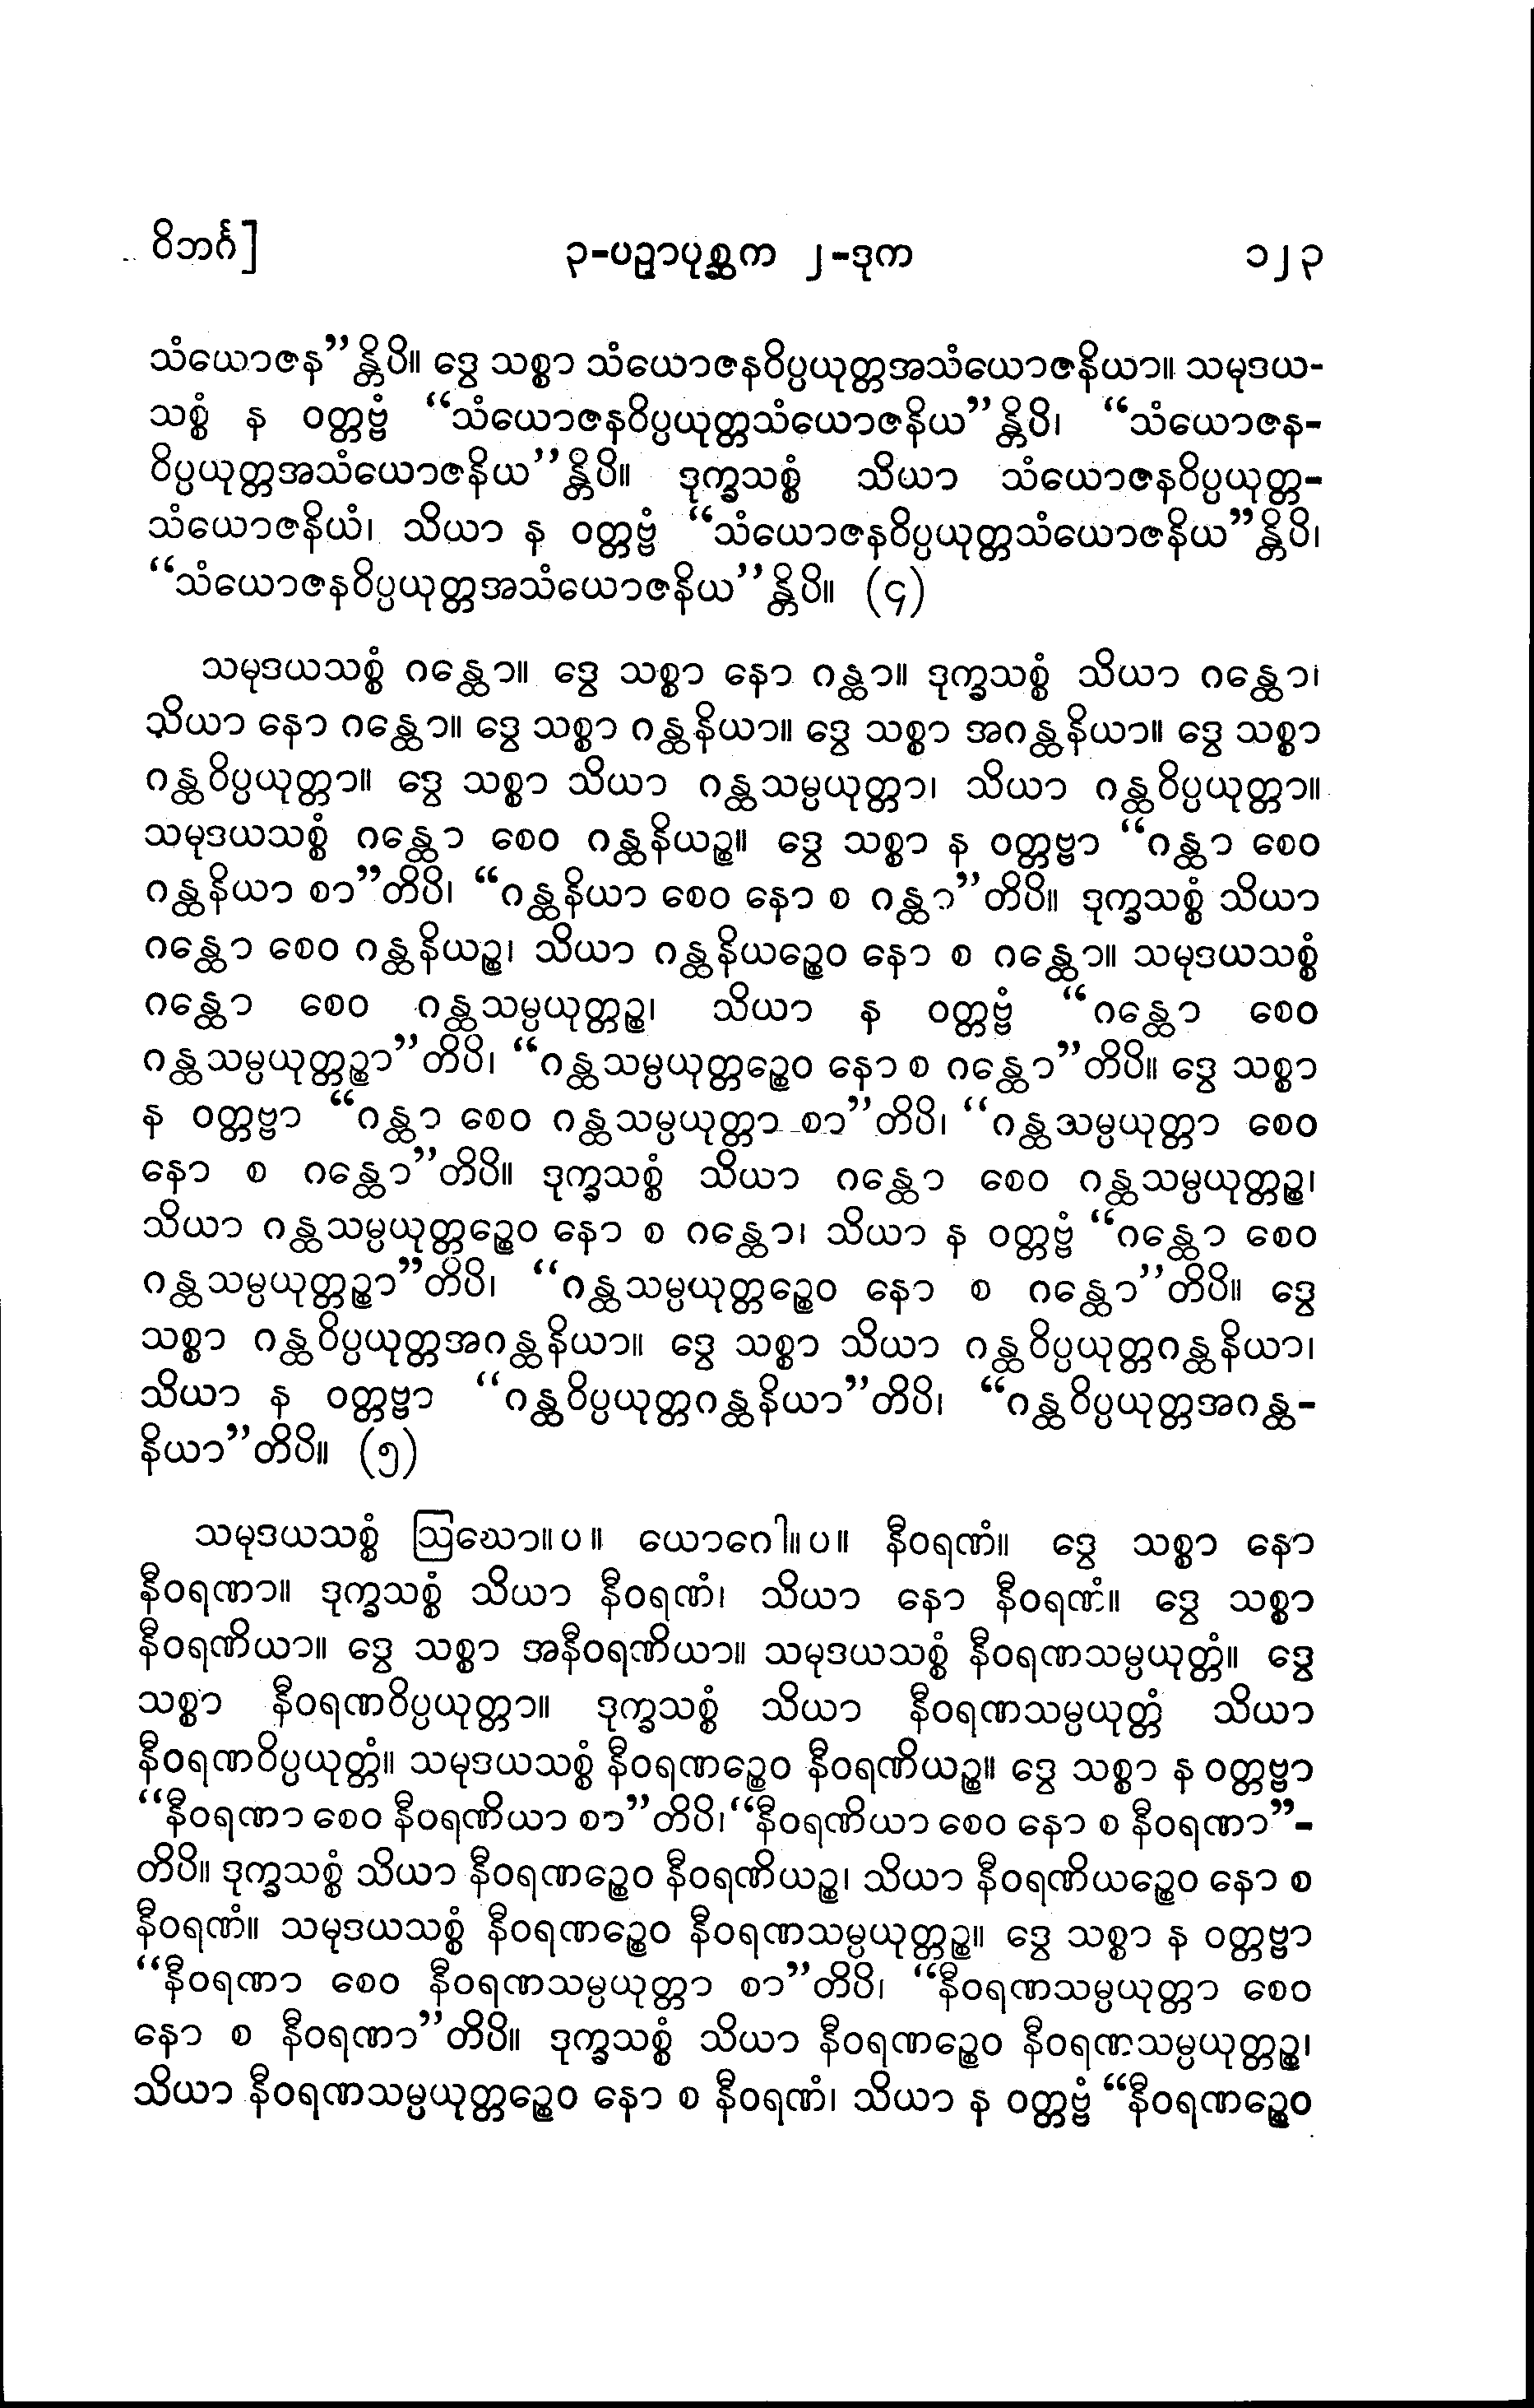 ဝိဘင်္ဂ]
၃-ပဉှာပုစ္ဆက ၂-ဒုက
၁၂၃
သံယောဇန”န္တိပိ။ ဒွေ သစ္စာ သံယောဇနဝိပ္ပယုတ္တအသံယောဇနိယာ။ သမုဒယ-
သစ္စံ န ဝတ္တဗ္ဗံ “သံယောဇနဝိပ္ပယုတ္တသံယောဇနိယ”န္တိပိ၊ “သံယောဇန-
ဝိပ္ပယုတ္တအသံယောဇနိယ”န္တိပိ။ ဒုက္ခသစ္စံ သိယာ သံယောဇနဝိပ္ပယုတ္တ-
သံယောဇနိယံ၊ သိယာ န ဝတ္တဗ္ဗံ “သံယောဇနဝိပ္ပယုတ္တသံယောဇနိယ”န္တိပိ၊
“သံယောဇနဝိပ္ပယုတ္တအသံယောဇနိယ”န္တိပိ။ (၄)
သမုဒယသစ္စံ ဂန္ထော။ ဒွေ သစ္စာ နော ဂန္ထာ။ ဒုက္ခသစ္စံ သိယာ ဂန္ထော၊
သိယာ နော ဂန္ထော။ ဒွေ သစ္စာ ဂန္ထနိယာ။ ဒွေ သစ္စာ အဂန္ထနိယာ။ ဒွေ သစ္စာ
ဂန္ထဝိပ္ပယုတ္တာ။ ဒွေ သစ္စာ သိယာ ဂန္ထသမ္ပယုတ္တာ၊ သိယာ ဂန္ထဝိပ္ပယုတ္တာ။
သမုဒယသစ္စံ ဂန္ထော စေဝ ဂန္ထနိယဉ္စ။ ဒွေ သစ္စာ န ဝတ္တဗ္ဗာ “ဂန္ထာ စေဝ
ဂန္ထနိယာ စာ”တိပိ၊ “ဂန္ထနိယာ စေဝ နော စ ဂန္ထာ”တိပိ။ ဒုက္ခသစ္စံ သိယာ
ဂန္ထော စေဝ ဂန္ထနိယဉ္စ၊ သိယာ ဂန္ထနိယဉ္စေဝ နော စ ဂန္ထော။ သမုဒယသစ္စံ
ဂန္ထော စေဝ ဂန္ထသမ္ပယုတ္တဉ္စ၊ သိယာ န ဝတ္တဗ္ဗံ “ဂန္ထော စေဝ
ဂန္ထသမ္ပယုတ္တဉ္စာ”တိပိ၊ “ဂန္ထသမ္ပယုတ္တဉ္စေဝ နော စ ဂန္ထော”တိပိ။ ဒွေ သစ္စာ
န ဝတ္တဗ္ဗာ “ဂန္ထာ စေဝ ဂန္ထသမ္ပယုတ္တာ စာ”တိပိ၊ “ဂန္ထသမ္ပယုတ္တာ စေဝ
နော စ ဂန္ထော”တိပိ။ ဒုက္ခသစ္စံ သိယာ ဂန္ထော စေဝ ဂန္ထသမ္ပယုတ္တဉ္စ၊
သိယာ ဂန္ထသမ္ပယုတ္တဉ္စေဝ နော စ ဂန္ထော၊ သိယာ န ဝတ္တဗ္ဗံ “ဂန္ထော စေဝ
ဂန္ထသမ္ပယုတ္တဉ္စာ”တိပိ၊ “ဂန္ထသမ္ပယုတ္တဉ္စေဝ နော စ ဂန္ထော”တိပိ။ ဒွေ
သစ္စာ ဂန္ထဝိပ္ပယုတ္တအဂန္ထနိယာ။ ဒွေ သစ္စာ သိယာ ဂန္ထဝိပ္ပယုတ္တဂန္ထနိယာ၊
သိယာ န ဝတ္တဗ္ဗာ “ဂန္ထဝိပ္ပယုတ္တဂန္ထနိယာ”တိပိ၊ “ဂန္ထဝိပ္ပယုတ္တအဂန္ထ-
နိယာ”တိပိ။ (၅)
သမုဒယသစ္စံ ဩဃော။ပ။ ယောဂေါ။ပ။ နီဝရဏံ။ ဒွေ သစ္စာ နော
နီဝရဏာ။ ဒုက္ခသစ္စံ သိယာ နီဝရဏံ၊ သိယာ နော နီဝရဏံ။ ဒွေ သစ္စာ
နီဝရဏိယာ။ ဒွေ သစ္စာ အနီဝရဏိယာ။ သမုဒယသစ္စံ နီဝရဏသမ္ပယုတ္တံ။ ဒွေ
သစ္စာ နီဝရဏဝိပ္ပယုတ္တာ။ ဒုက္ခသစ္စံ သိယာ နီဝရဏသမ္ပယုတ္တံ သိယာ
နီဝရဏဝိပ္ပယုတ္တံ။ သမုဒယသစ္စံ နီဝရဏဉ္စေဝ နီဝရဏိယဉ္စ။ ဒွေ သစ္စာ န ဝတ္တဗ္ဗာ
“နီဝရဏာ စေဝ နီဝရဏိယာ စာ”တိပိ၊ “နီဝရဏိယာ စေဝ နော စ နီဝရဏာ”-
တိပိ။ ဒုက္ခသစ္စံ သိယာ နီဝရဏဉ္စေဝ နီဝရဏိယဉ္စ၊ သိယာ နီဝရဏိယဉ္စေဝ နော စ
နီဝရဏံ။ သမုဒယသစ္စံ နီဝရဏဉ္စေဝ နီဝရဏသမ္ပယုတ္တဉ္စ။ ဒွေ သစ္စာ န ဝတ္တဗ္ဗာ
“နီဝရဏာ စေဝ နီဝရဏသမ္ပယုတ္တာ စာ”တိပိ၊ “နီဝရဏသမ္ပယုတ္တာ စေဝ
နော စ နီဝရဏာ”တိပိ။ ဒုက္ခသစ္စံ သိယာ နီဝရဏဉ္စေဝ နီဝရဏသမ္ပယုတ္တဉ္စ၊
သိယာ နီဝရဏသမ္ပယုတ္တဉ္စေဝ နော စ နီဝရဏံ၊ သိယာ န ဝတ္တဗ္ဗံ “နီဝရဏဉ္စေဝ